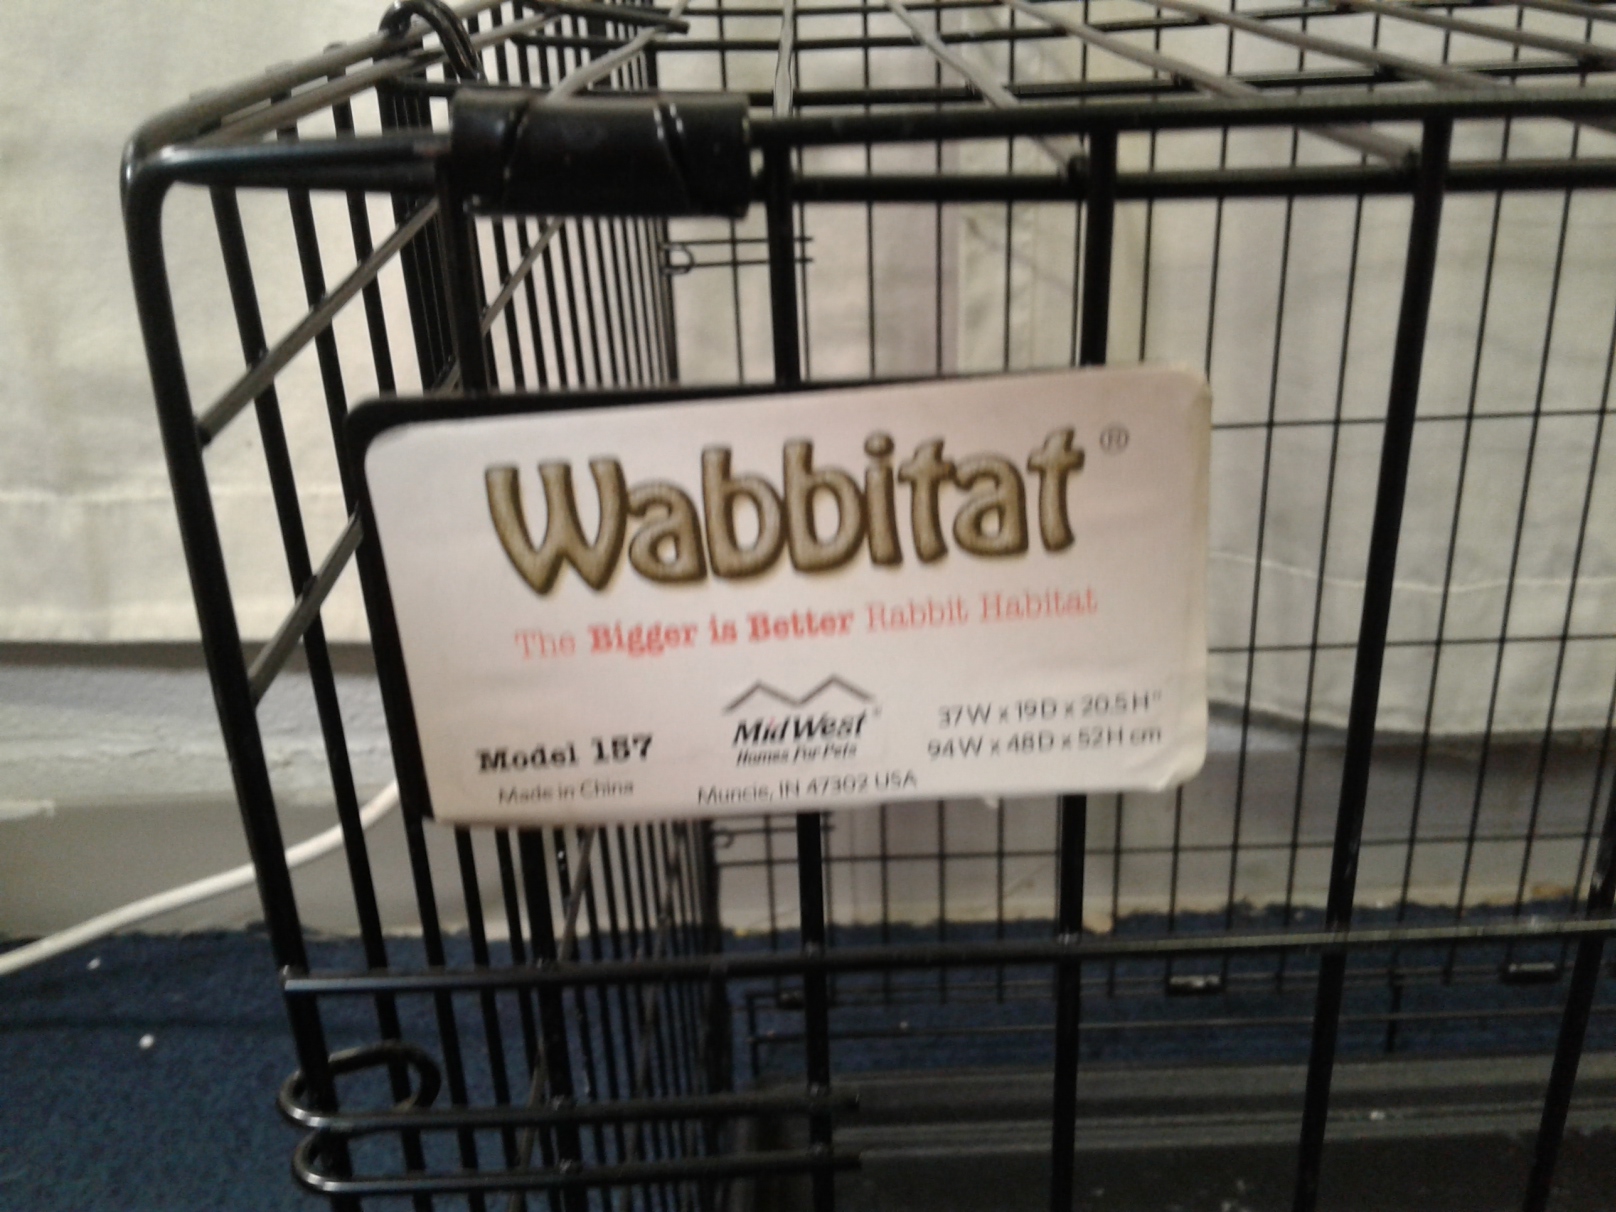 Wabbitat®
The Bigger is Better Rabbit Habitat
Model 157
Made in China
MidWest®
Homes For Pets
Muncie, IN 47302 USA
37W x 19D x 20.5H"
94W x 48D x 52H cm